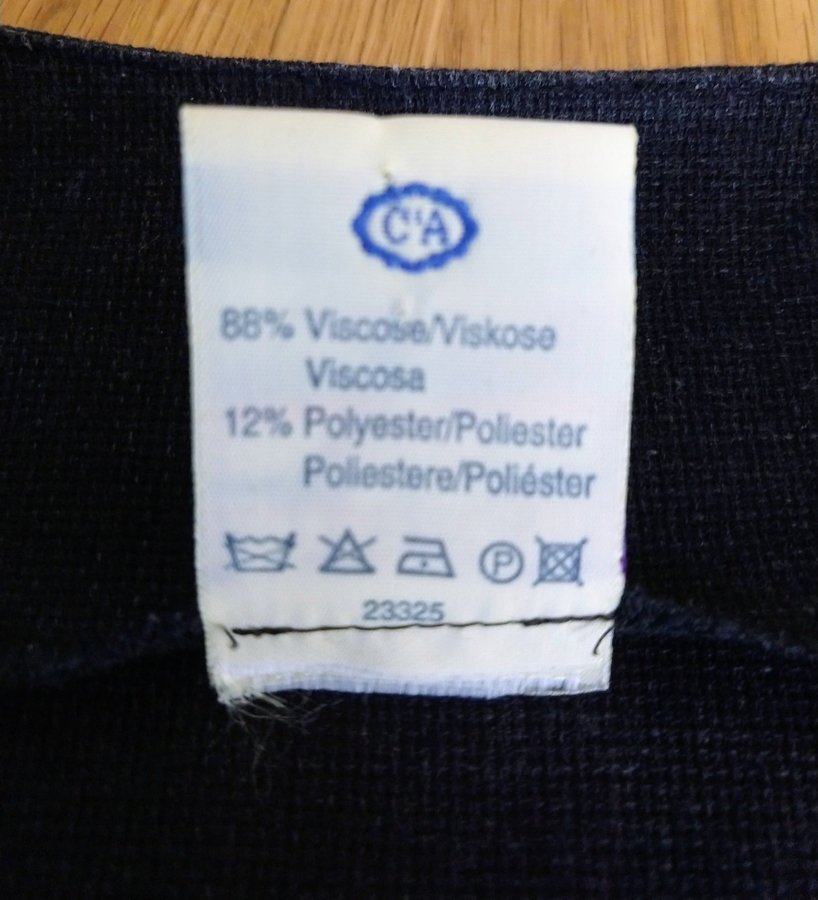 C&A
88% Viscose/Viskose
Viscosa
12% Polyester/Poliester
Poliestere/Poliéster
P
23325